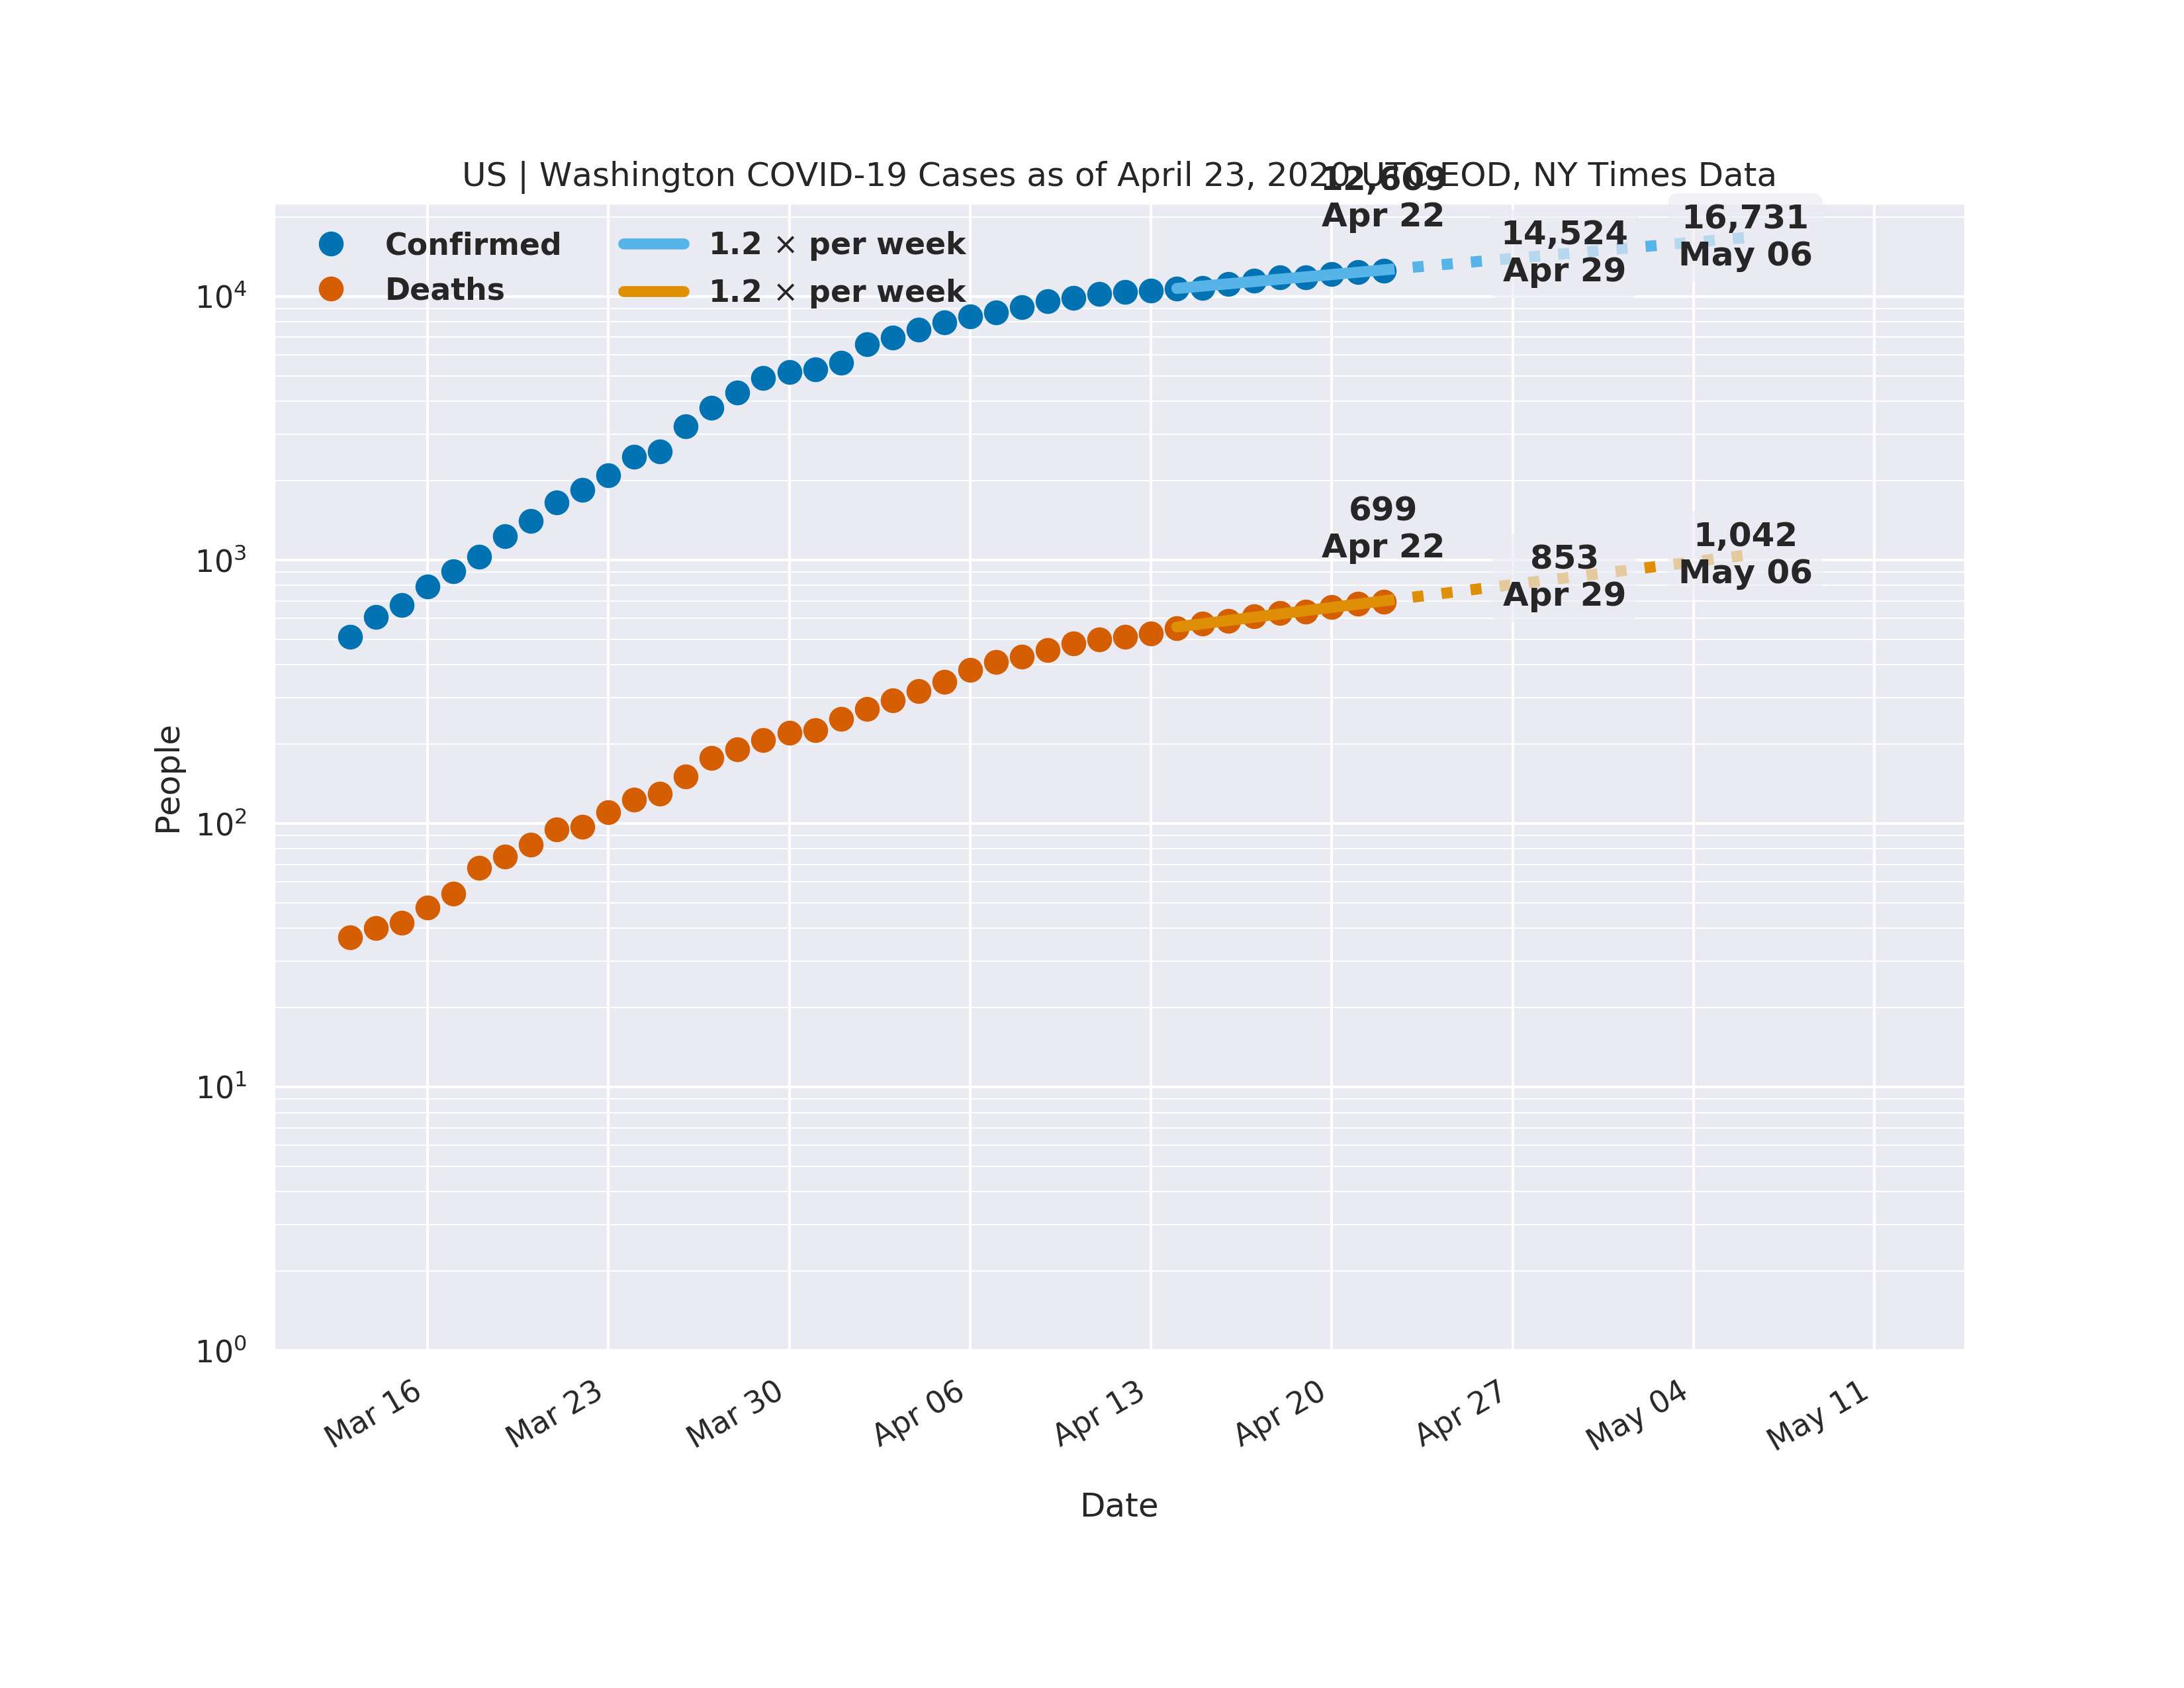 US | Washington COVID-19 Cases as of April 23, 2020 UTC EOD, NY Times Data
12,609
Apr 22
14,524
Apr 29
16,731
May 06
Confirmed
Deaths
1.2 × per week
1.2 × per week
699
Apr 22
853
Apr 29
1,042
May 06
People
10⁴
10³
10²
10¹
10⁰
Mar 16
Mar 23
Mar 30
Apr 06
Apr 13
Apr 20
Apr 27
May 04
May 11
Date